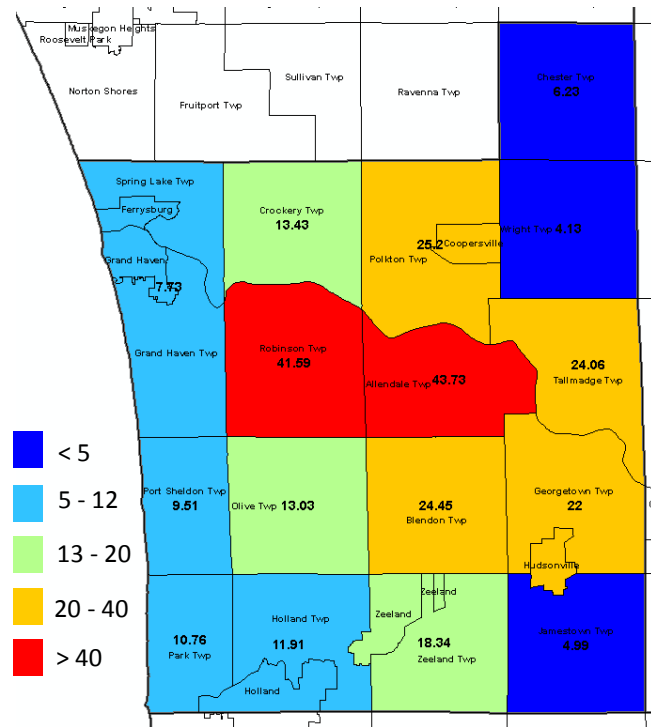 Muskegon Heights
Roosevelt Park
Norton Shores
Fruitport Twp
Sullivan Twp
Ravenna Twp
Chester Twp
6.23
Spring Lake Twp
Ferrysburg
Crockery Twp
13.43
25.2
Coopersville
Polkton Twp
Wright Twp 4.13
Grand Haven
7.73
Grand Haven Twp
Robinson Twp
41.59
Allendale Twp 43.73
24.06
Tallmadge Twp
< 5
5 - 12
13 - 20
20 - 40
> 40
Port Sheldon Twp
9.51
Olive Twp 13.03
24.45
Blendon Twp
Georgetown Twp
22
Hudsonville
10.76
Park Twp
Holland Twp
11.91
Holland
Zeeland
Zeeland
18.34
Zeeland Twp
Jamestown Twp
4.99